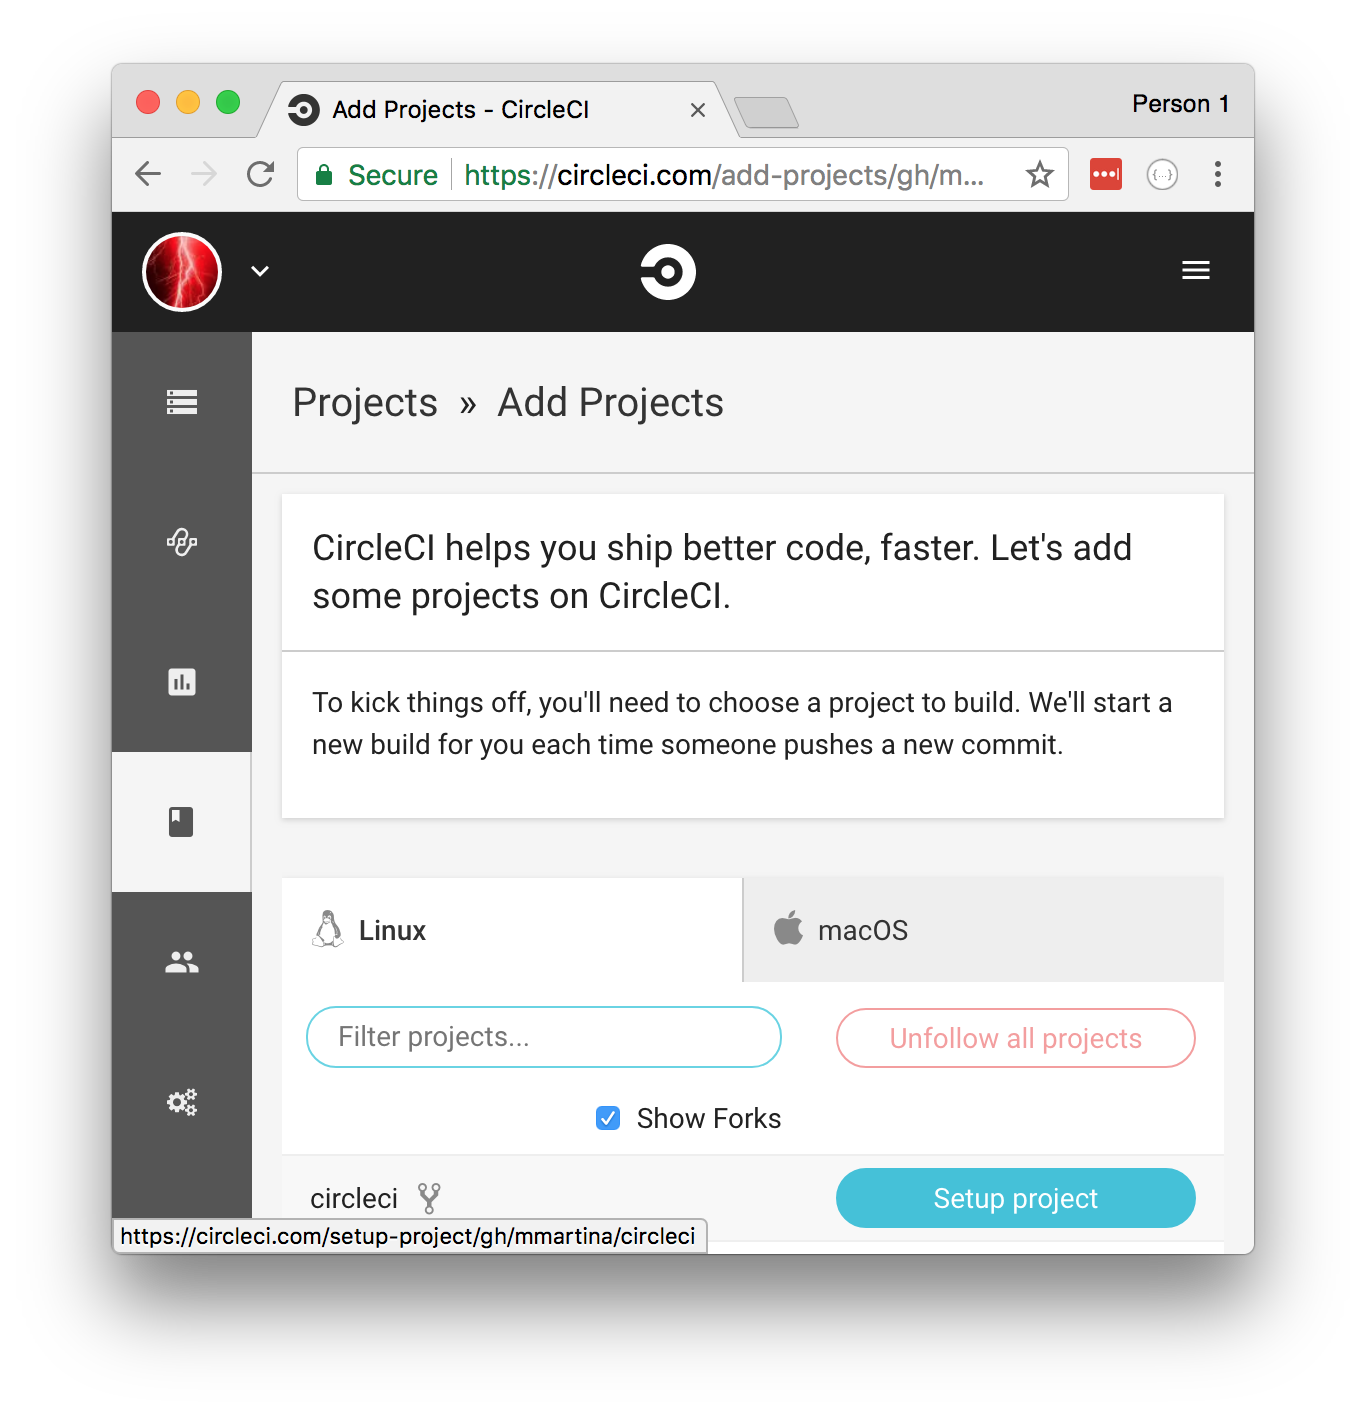 Add Projects - CircleCI
Person 1
Secure https://circleci.com/add-projects/gh/m...
Projects » Add Projects
CircleCI helps you ship better code, faster. Let's add
some projects on CircleCI.
To kick things off, you'll need to choose a project to build. We'll start a
new build for you each time someone pushes a new commit.
Linux
macOS
Filter projects...
Unfollow all projects
Show Forks
circleci
Setup project
https://circleci.com/setup-project/gh/mmartina/circleci